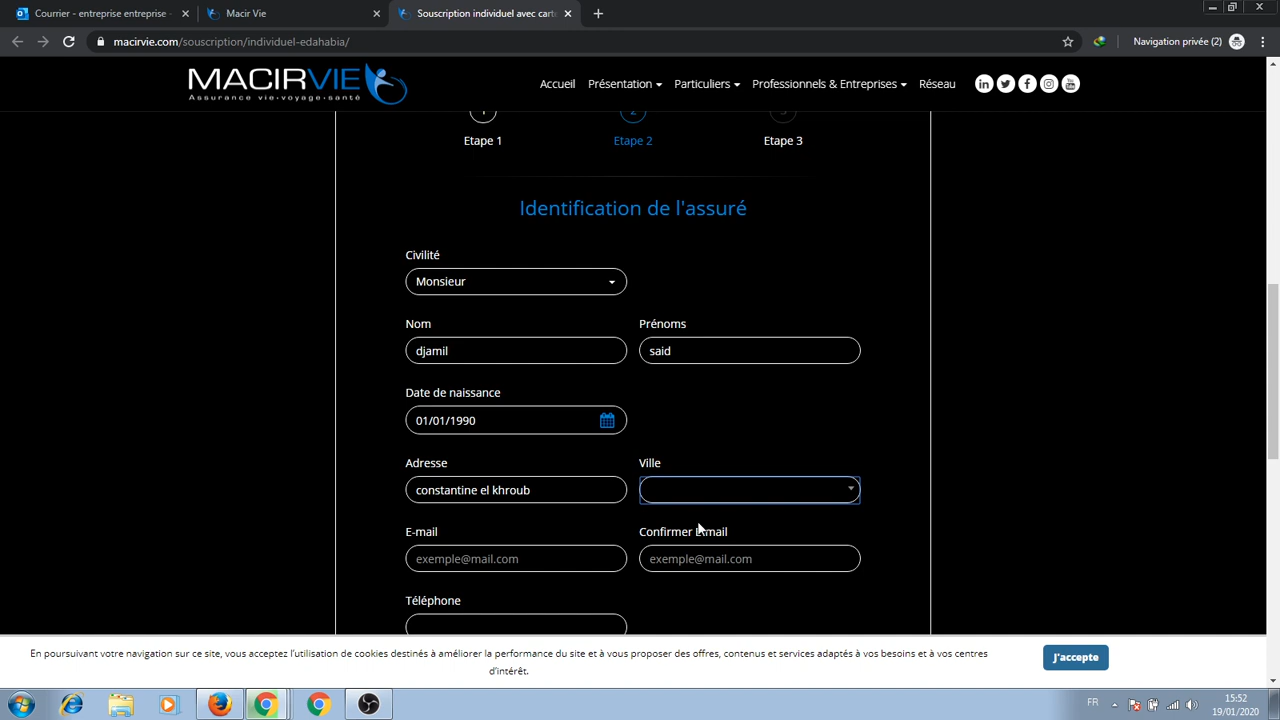 Courrier - entreprise entreprise -
Macir Vie
Souscription individuel avec carte
macirvie.com/souscription/individuel-edahabia/
Navigation privée (2)
MACIRVIE
Assurance vie•voyage•santé
Accueil Présentation Particuliers Professionnels & Entreprises Réseau
Etape 1 Etape 2 Etape 3
Identification de l'assuré
Civilité
Monsieur
Nom Prénoms
djamil said
Date de naissance
01/01/1990
Adresse Ville
constantine el khroub
E-mail Confirmer E-mail
exemple@mail.com exemple@mail.com
Téléphone
En poursuivant votre navigation sur ce site, vous acceptez l'utilisation de cookies destinés à améliorer la performance du site et à vous proposer des offres, contenus et services adaptés à vos besoins et à vos centres
d'intérêt.
J'accepte
FR
15:52
19/01/2020